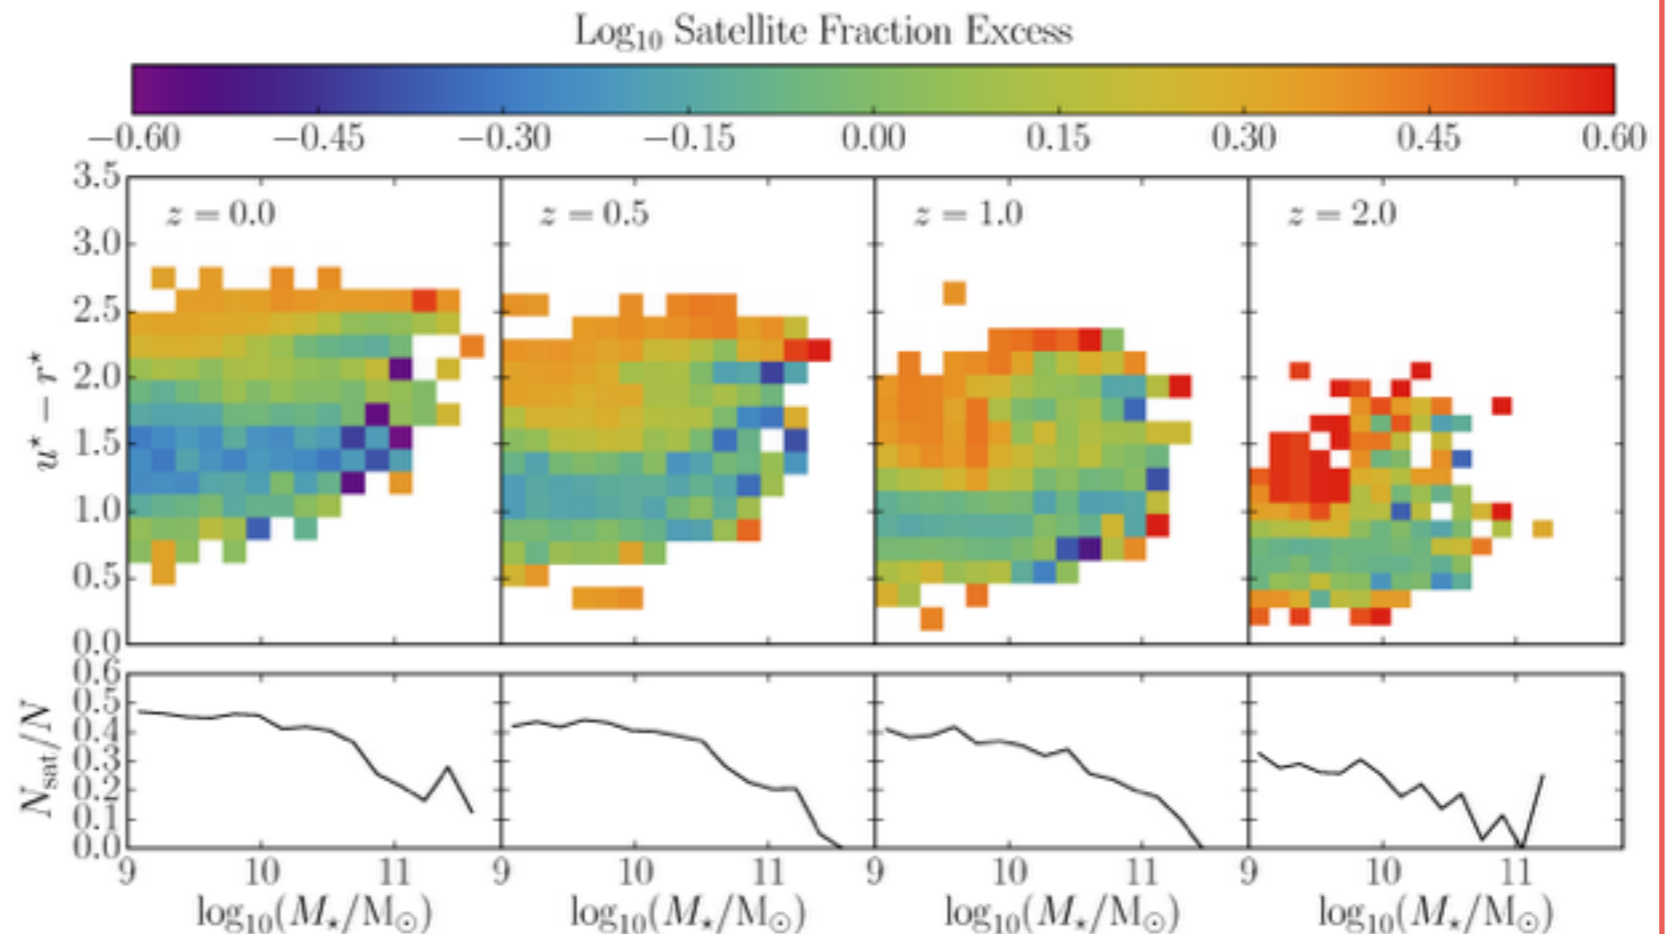 Log₁₀ Satellite Fraction Excess
−0.60 −0.45 −0.30 −0.15 0.00 0.15 0.30 0.45 0.60
3.5
3.0
2.5
2.0
1.5
1.0
0.5
0.0
u* − r*
z = 0.0
z = 0.5
z = 1.0
z = 2.0
0.6
0.5
0.4
0.3
0.2
0.1
0.0
N_sat/N
9 10 11 9 10 11 9 10 11 9 10 11
log₁₀(M⋆/M⊙) log₁₀(M⋆/M⊙) log₁₀(M⋆/M⊙) log₁₀(M⋆/M⊙)